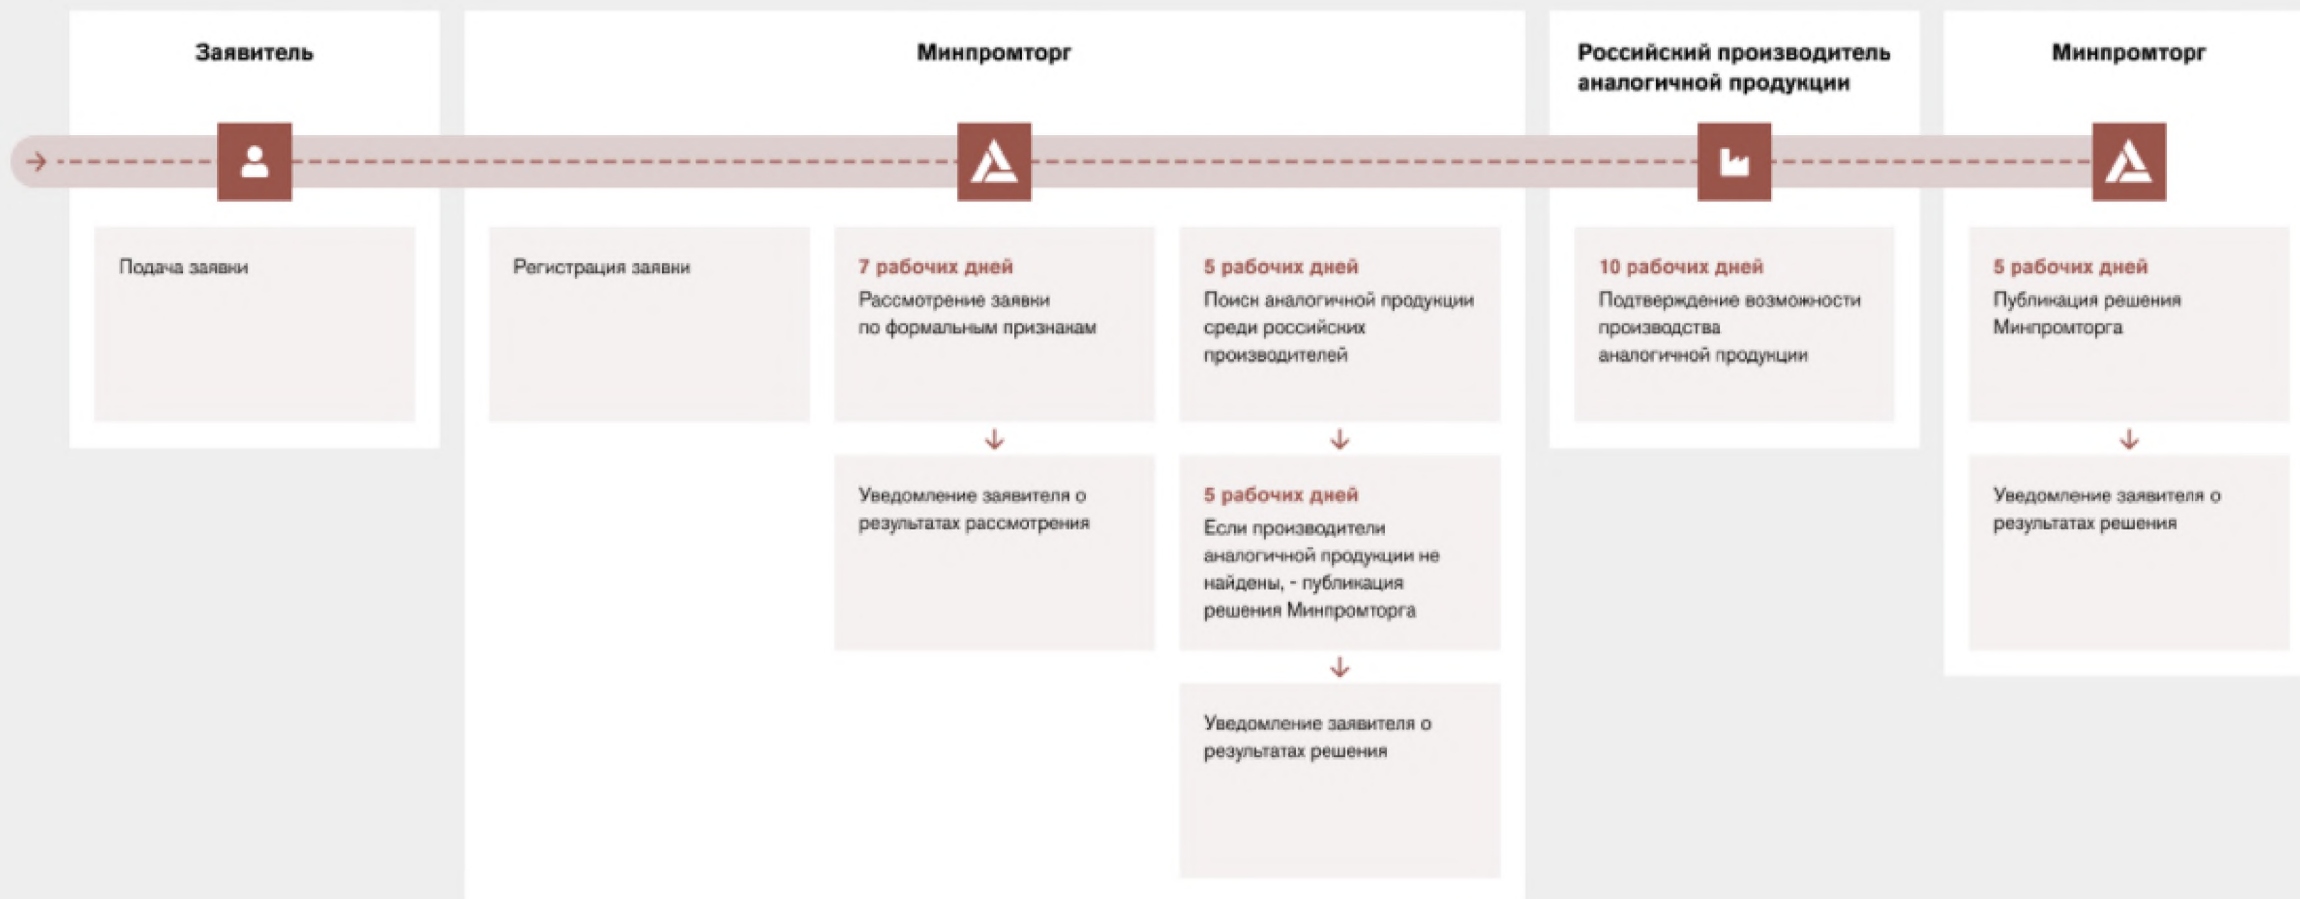 Заявитель
Подача заявки
Минпромторг
Регистрация заявки
7 рабочих дней
Рассмотрение заявки
по формальным признакам
Уведомление заявителя о
результатах рассмотрения
5 рабочих дней
Поиск аналогичной продукции
среди российских
производителей
5 рабочих дней
Если производители
аналогичной продукции не
найдены, - публикация
решения Минпромторга
Уведомление заявителя о
результатах решения
Российский производитель
аналогичной продукции
10 рабочих дней
Подтверждение возможности
производства
аналогичной продукции
Минпромторг
5 рабочих дней
Публикация решения
Минпромторга
Уведомление заявителя о
результатах решения